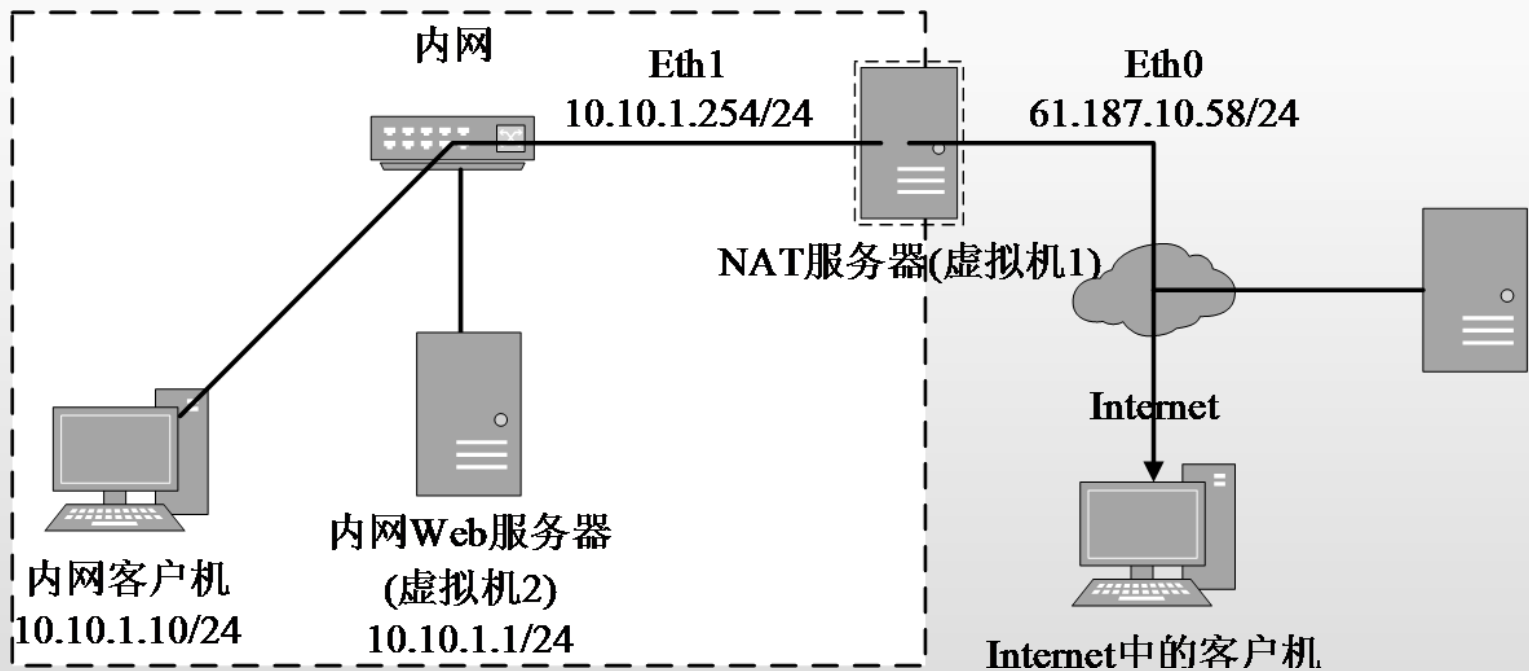 内网
Eth1
10.10.1.254/24
Eth0
61.187.10.58/24
NAT服务器(虚拟机1)
Internet
内网Web服务器
(虚拟机2)
10.10.1.1/24
内网客户机
10.10.1.10/24
Internet中的客户机